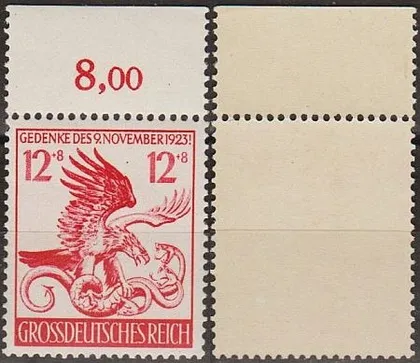 8,00
GEDENKE DES 9. NOVEMBER 1923!
12+8 12+8
GROSSDEUTSCHES REICH